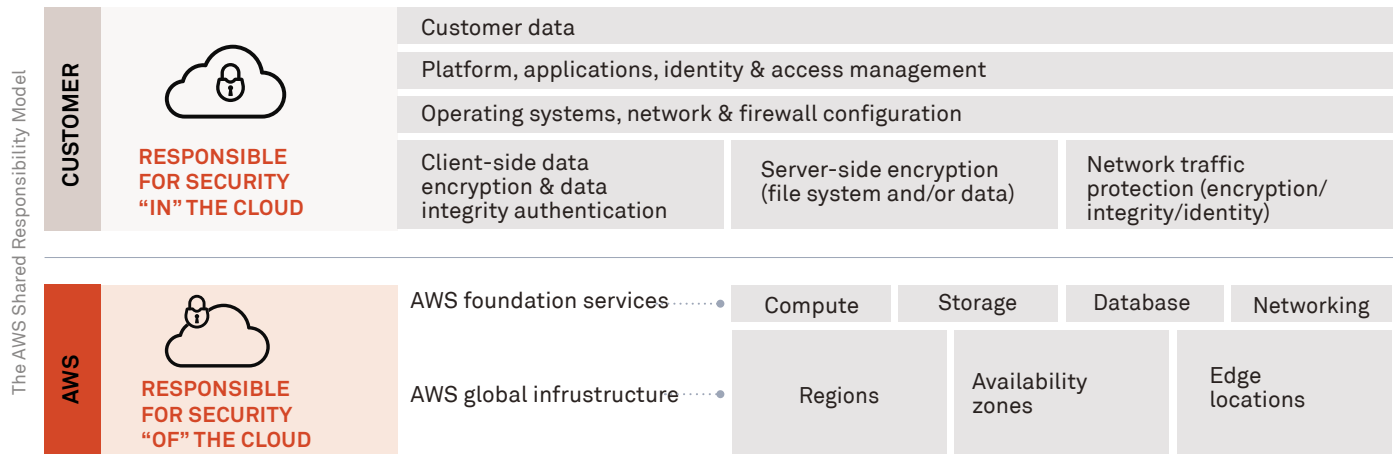 The AWS Shared Responsibility Model
CUSTOMER
RESPONSIBLE
FOR SECURITY
“IN” THE CLOUD
Customer data
Platform, applications, identity & access management
Operating systems, network & firewall configuration
Client-side data
encryption & data
integrity authentication
Server-side encryption
(file system and/or data)
Network traffic
protection (encryption/
integrity/identity)
AWS
RESPONSIBLE
FOR SECURITY
“OF” THE CLOUD
AWS foundation services
Compute
Storage
Database
Networking
AWS global infrustructure
Regions
Availability
zones
Edge
locations